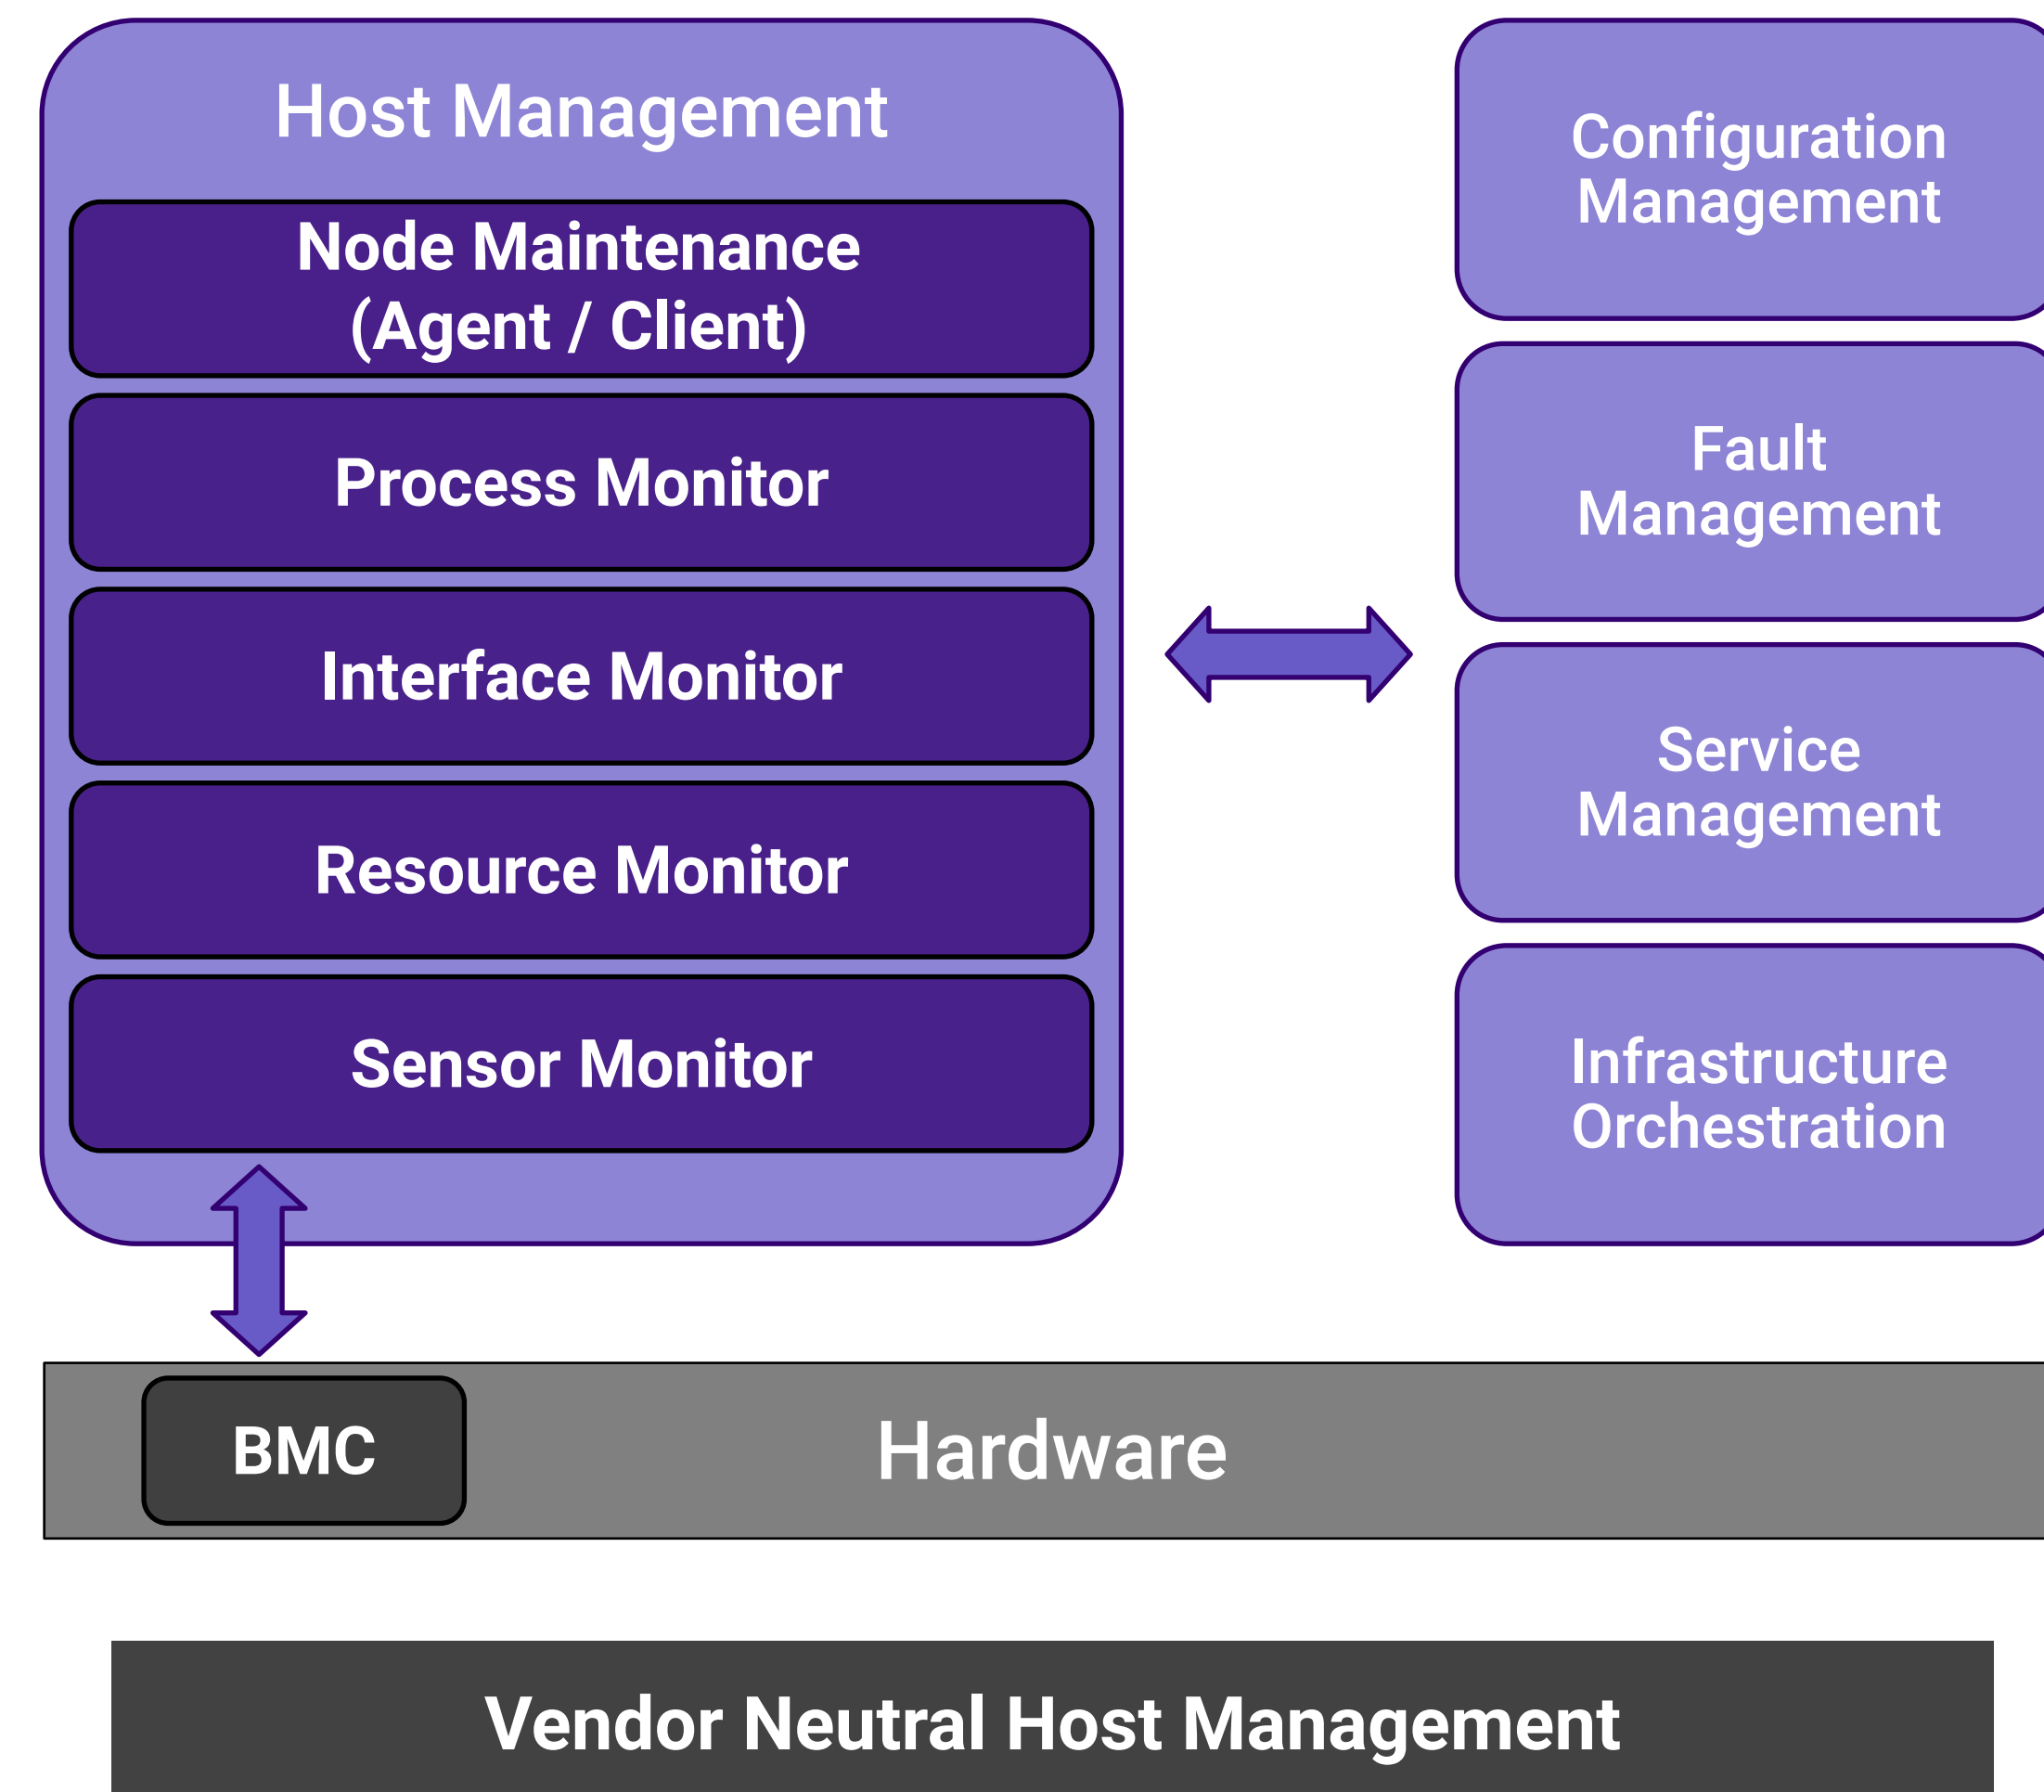 Host Management
Node Maintenance
(Agent / Client)
Process Monitor
Interface Monitor
Resource Monitor
Sensor Monitor
Configuration
Management
Fault
Management
Service
Management
Infrastructure
Orchestration
BMC
Hardware
Vendor Neutral Host Management